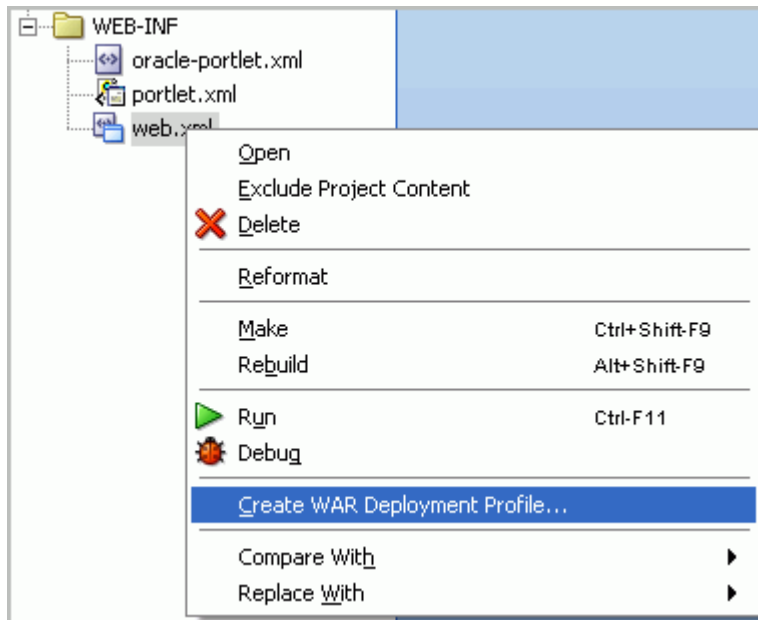 WEB-INF
oracle-portlet.xml
portlet.xml
web.xml
Open
Exclude Project Content
Delete
Reformat
Make Ctrl+Shift-F9
Rebuild Alt+Shift-F9
Run Ctrl-F11
Debug
Create WAR Deployment Profile...
Compare With
Replace With